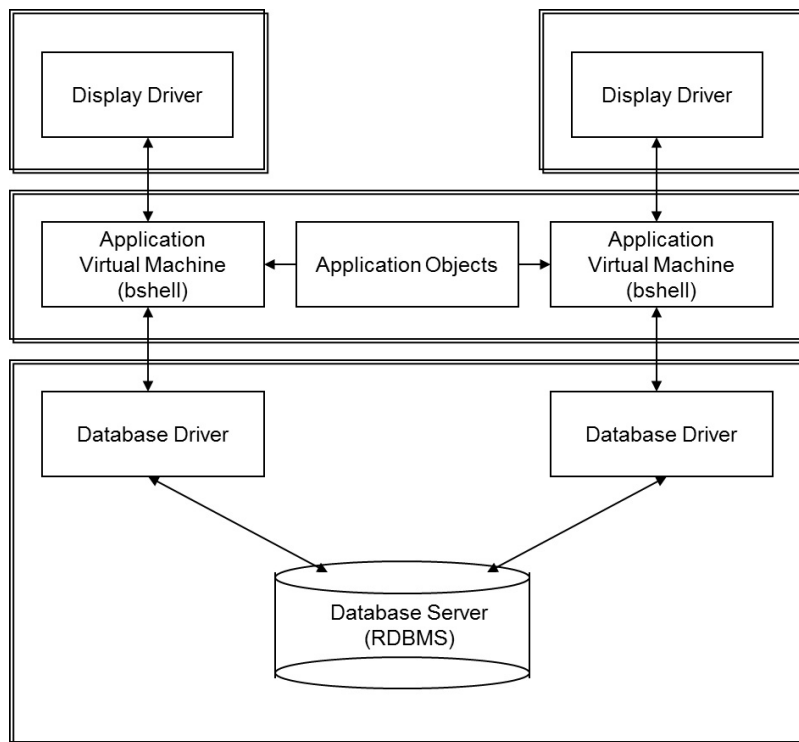 Display Driver
Display Driver
Application
Virtual Machine
(bshell)
Application Objects
Application
Virtual Machine
(bshell)
Database Driver
Database Driver
Database Server
(RDBMS)